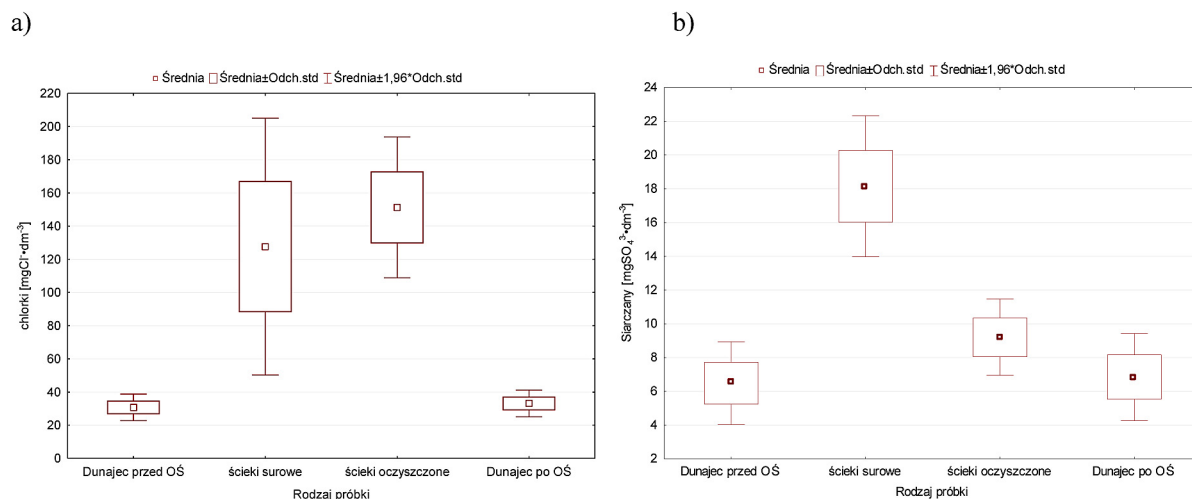 a)
□ Średnia □ Średnia±Odch.std ⌶ Średnia±1,96*Odch.std
220
200
180
160
140
120
100
80
60
40
20
0
chlorki [mgCl⁻•dm⁻³]
Dunajec przed OŚ ścieki surowe ścieki oczyszczone Dunajec po OŚ
Rodzaj próbki
b)
□ Średnia □ Średnia±Odch.std ⌶ Średnia±1,96*Odch.std
24
22
20
18
16
14
12
10
8
6
4
2
Siarczany [mgSO₄³•dm⁻³]
Dunajec przed OŚ ścieki surowe ścieki oczyszczone Dunajec po OŚ
Rodzaj próbki